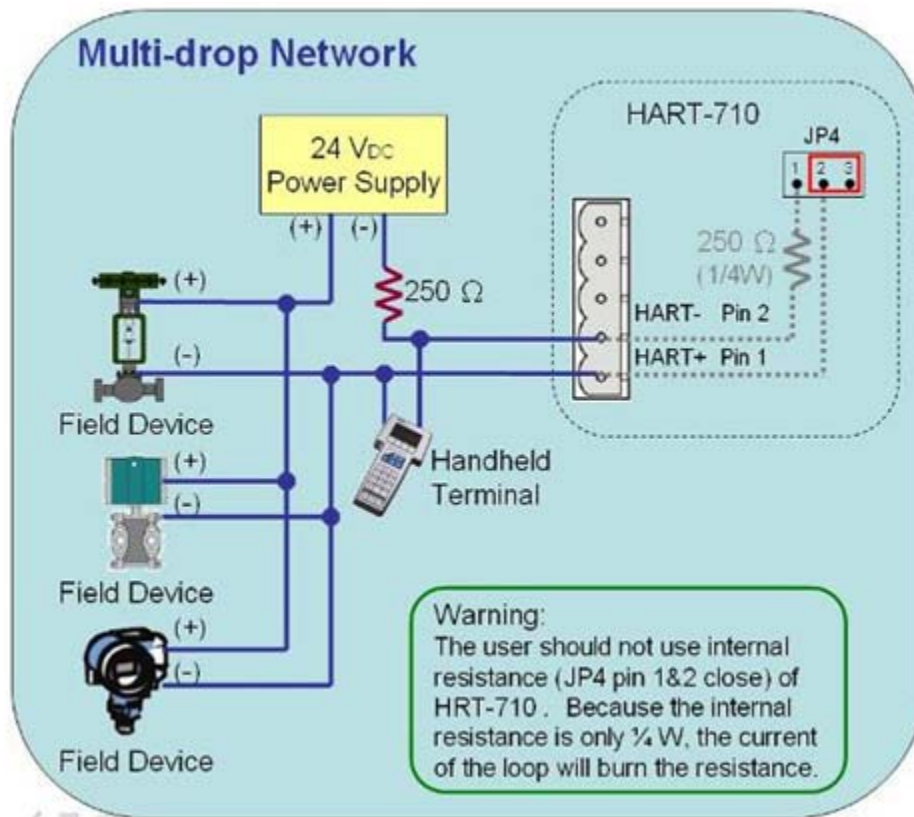 Multi-drop Network
24 VDC
Power Supply
(+) (-)
250 Ω
HART-710
JP4
1 2 3
250 Ω
(1/4W)
HART- Pin 2
HART+ Pin 1
(+)
(-)
Field Device
(+)
(-)
Field Device
(+)
(-)
Field Device
Handheld
Terminal
Warning:
The user should not use internal
resistance (JP4 pin 1&2 close) of
HRT-710 . Because the internal
resistance is only ¼ W, the current
of the loop will burn the resistance.